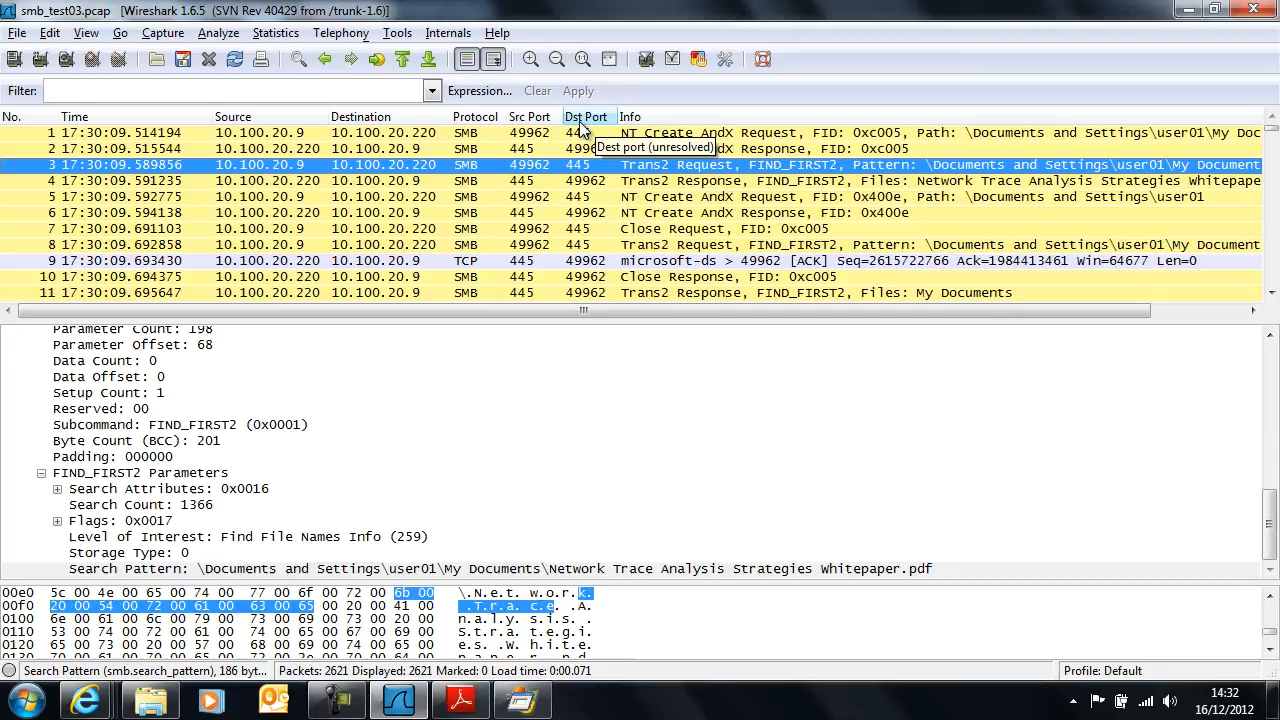 smb_test03.pcap [Wireshark 1.6.5 (SVN Rev 40429 from /trunk-1.6)]
File Edit View Go Capture Analyze Statistics Telephony Tools Internals Help
Filter: Expression... Clear Apply
No. Time Source Destination Protocol Src Port Dst Port Info
1 17:30:09.514194 10.100.20.9 10.100.20.220 SMB 49962 NT Create AndX Request, FID: 0xc005, Path: \Documents and Settings\user01\My Doc
2 17:30:09.515544 10.100.20.220 10.100.20.9 SMB 445 AndX Response, FID: 0xc005
Dest port (unresolved)
3 17:30:09.589856 10.100.20.9 10.100.20.220 SMB 49962 445 Trans2 Request, FIND_FIRST2, Pattern: \Documents and Settings\user01\My Document
4 17:30:09.591235 10.100.20.220 10.100.20.9 SMB 445 49962 Trans2 Response, FIND_FIRST2, Files: Network Trace Analysis Strategies Whitepape
5 17:30:09.592775 10.100.20.9 10.100.20.220 SMB 49962 445 NT Create AndX Request, FID: 0x400e, Path: \Documents and Settings\user01
6 17:30:09.594138 10.100.20.220 10.100.20.9 SMB 445 49962 NT Create AndX Response, FID: 0x400e
7 17:30:09.691103 10.100.20.9 10.100.20.220 SMB 49962 445 Close Request, FID: 0xc005
8 17:30:09.692858 10.100.20.9 10.100.20.220 SMB 49962 445 Trans2 Request, FIND_FIRST2, Pattern: \Documents and Settings\user01\My Document
9 17:30:09.693430 10.100.20.220 10.100.20.9 TCP 445 49962 microsoft-ds > 49962 [ACK] Seq=2615722766 Ack=1984413461 Win=64677 Len=0
10 17:30:09.694375 10.100.20.220 10.100.20.9 SMB 445 49962 Close Response, FID: 0xc005
11 17:30:09.695647 10.100.20.220 10.100.20.9 SMB 445 49962 Trans2 Response, FIND_FIRST2, Files: My Documents
Parameter Count: 198
Parameter Offset: 68
Data Count: 0
Data Offset: 0
Setup Count: 1
Reserved: 00
Subcommand: FIND_FIRST2 (0x0001)
Byte Count (BCC): 201
Padding: 000000
FIND_FIRST2 Parameters
Search Attributes: 0x0016
Search Count: 1366
Flags: 0x0017
Level of Interest: Find File Names Info (259)
Storage Type: 0
Search Pattern: \Documents and Settings\user01\My Documents\Network Trace Analysis Strategies Whitepaper.pdf
00e0 5c 00 4e 00 65 00 74 00 77 00 6f 00 72 00 6b 00 \.N.e.t. w.o.r.k.
00f0 20 00 54 00 72 00 61 00 63 00 65 00 20 00 41 00 .T.r.a. c.e. .A.
0100 6e 00 61 00 6c 00 79 00 73 00 69 00 73 00 20 00 n.a.l.y. s.i.s. .
0110 53 00 74 00 72 00 61 00 74 00 65 00 67 00 69 00 S.t.r.a. t.e.g.i.
0120 65 00 73 00 20 00 57 00 68 00 69 00 74 00 65 00 e.s. .W. h.i.t.e.
Search Pattern (smb.search_pattern), 186 byt... Packets: 2621 Displayed: 2621 Marked: 0 Load time: 0:00.071 Profile: Default
14:32
16/12/2012